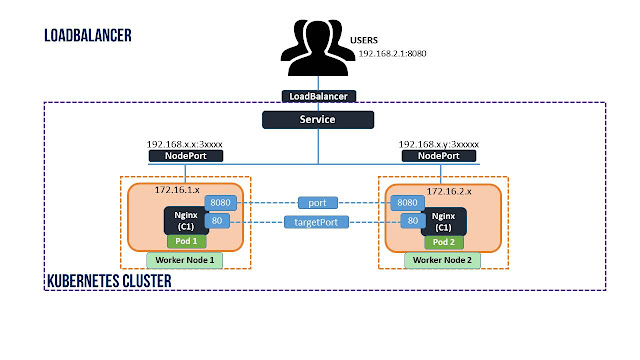 LOADBALANCER
USERS
192.168.2.1:8080
LoadBalancer
Service
192.168.x.x:3xxxx
NodePort
192.168.x.y:3xxxxx
NodePort
172.16.1.x
8080
port
8080
172.16.2.x
Nginx
(C1)
80
targetPort
80
Nginx
(C1)
Pod 1
Pod 2
Worker Node 1
Worker Node 2
KUBERNETES CLUSTER